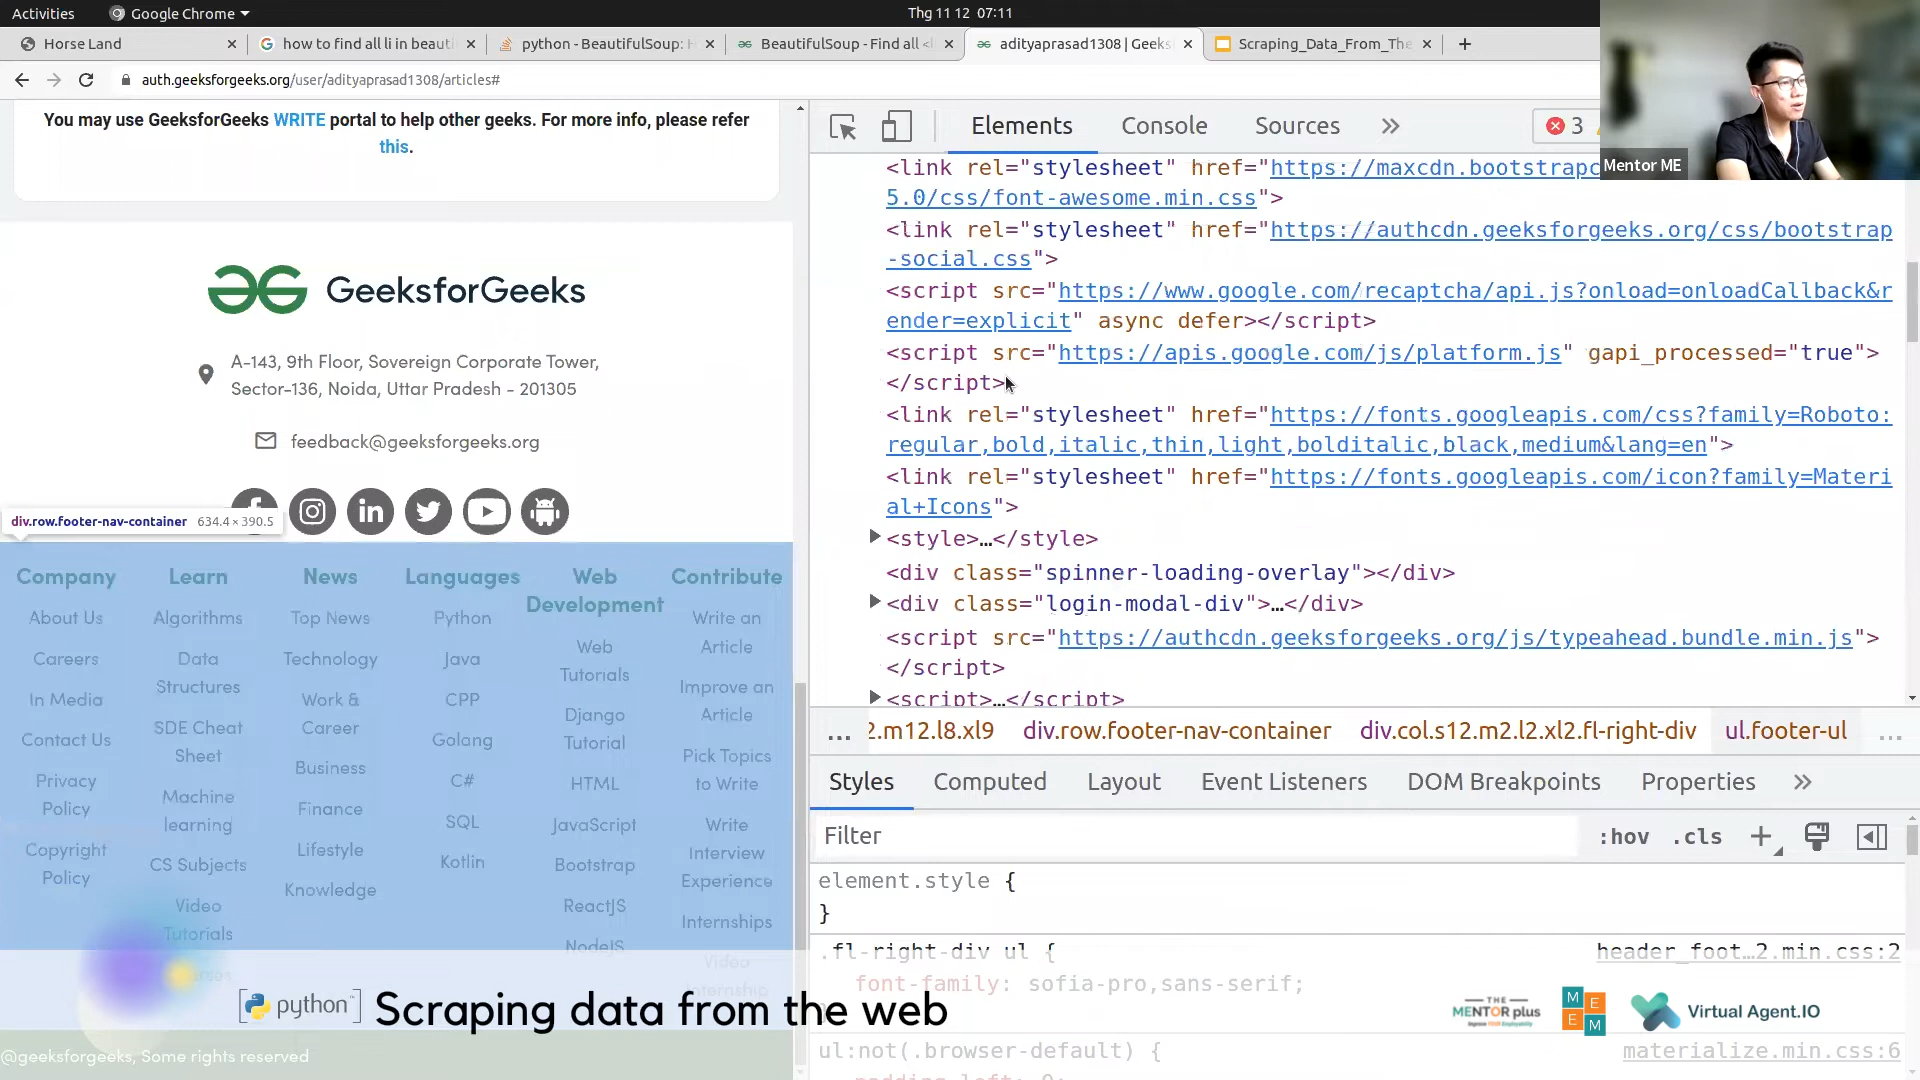 Activities
Google Chrome
Thg 11 12 07:11
Horse Land
how to find all li in beauti
python - BeautifulSoup: H
BeautifulSoup - Find all <l
adityaprasad1308 | Geeks
Scraping_Data_From_The
auth.geeksforgeeks.org/user/adityaprasad1308/articles#
Mentor ME
You may use GeeksforGeeks WRITE portal to help other geeks. For more info, please refer
this.
GeeksforGeeks
A-143, 9th Floor, Sovereign Corporate Tower,
Sector-136, Noida, Uttar Pradesh - 201305
feedback@geeksforgeeks.org
div.row.footer-nav-container 634.4 × 390.5
Company
About Us
Careers
In Media
Contact Us
Privacy
Policy
Copyright
Policy
Learn
Algorithms
Data
Structures
SDE Cheat
Sheet
Machine
learning
CS Subjects
Video
Tutorials
News
Top News
Technology
Work &
Career
Business
Finance
Lifestyle
Knowledge
Languages
Python
Java
CPP
Golang
C#
SQL
Kotlin
Web
Development
Web
Tutorials
Django
Tutorial
HTML
JavaScript
Bootstrap
ReactJS
NodeJS
Contribute
Write an
Article
Improve an
Article
Pick Topics
to Write
Write
Interview
Experience
Internships
Video
Internship
@geeksforgeeks, Some rights reserved
Elements
Console
Sources
3
<link rel="stylesheet" href="https://maxcdn.bootstrapc
5.0/css/font-awesome.min.css">
<link rel="stylesheet" href="https://authcdn.geeksforgeeks.org/css/bootstrap
-social.css">
<script src="https://www.google.com/recaptcha/api.js?onload=onloadCallback&r
ender=explicit" async defer></script>
<script src="https://apis.google.com/js/platform.js" gapi_processed="true">
</script>
<link rel="stylesheet" href="https://fonts.googleapis.com/css?family=Roboto:
regular,bold,italic,thin,light,bolditalic,black,medium&lang=en">
<link rel="stylesheet" href="https://fonts.googleapis.com/icon?family=Materi
al+Icons">
<style>…</style>
<div class="spinner-loading-overlay"></div>
<div class="login-modal-div">…</div>
<script src="https://authcdn.geeksforgeeks.org/js/typeahead.bundle.min.js">
</script>
<script>…</script>
… 2.m12.l8.xl9 div.row.footer-nav-container div.col.s12.m2.l2.xl2.fl-right-div ul.footer-ul …
Styles
Computed
Layout
Event Listeners
DOM Breakpoints
Properties
Filter
:hov .cls
element.style {
}
.fl-right-div ul { header_foot…2.min.css:2
font-family: sofia-pro,sans-serif;
ul:not(.browser-default) { materialize.min.css:6
padding-left: 0;
python
Scraping data from the web
THE
MENTOR plus
M E
E M
Virtual Agent.IO